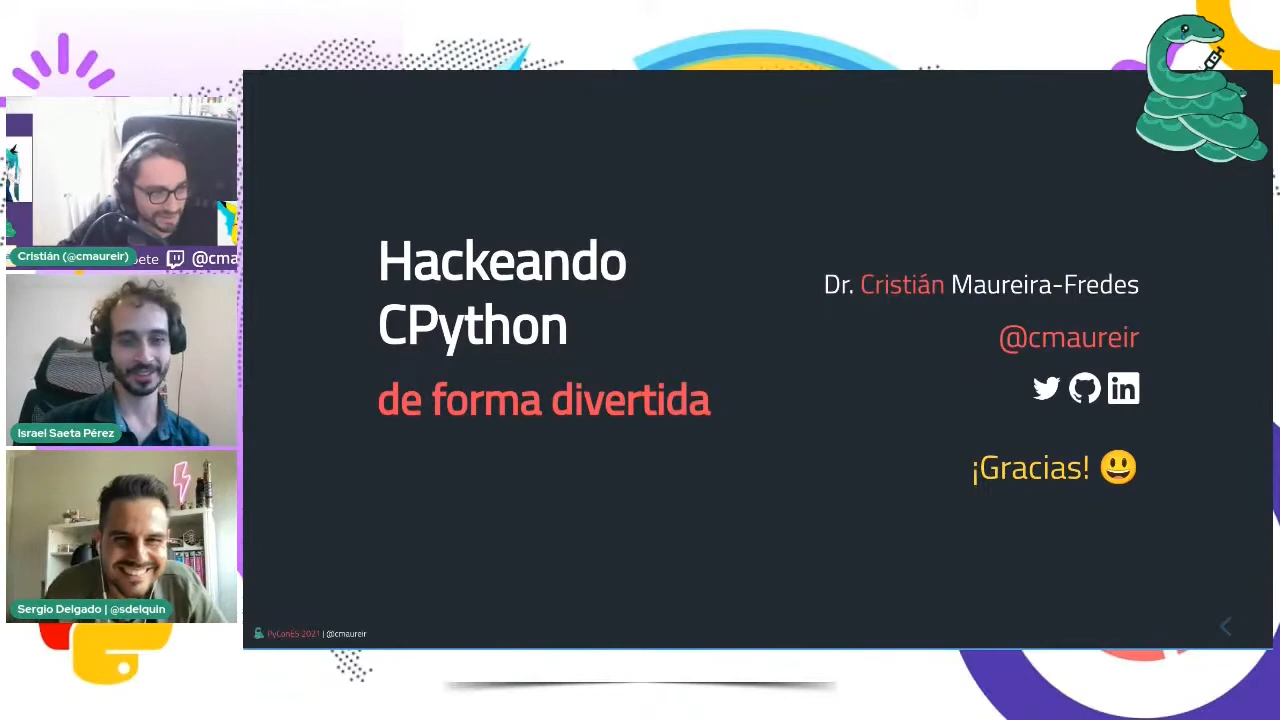 Cristián (@cmaureir)
@cma
Israel Saeta Pérez
Sergio Delgado | @sdelquin
Hackeando
CPython
de forma divertida
Dr. Cristián Maureira-Fredes
@cmaureir
in
¡Gracias! 😃
PyConES 2021 | @cmaureir